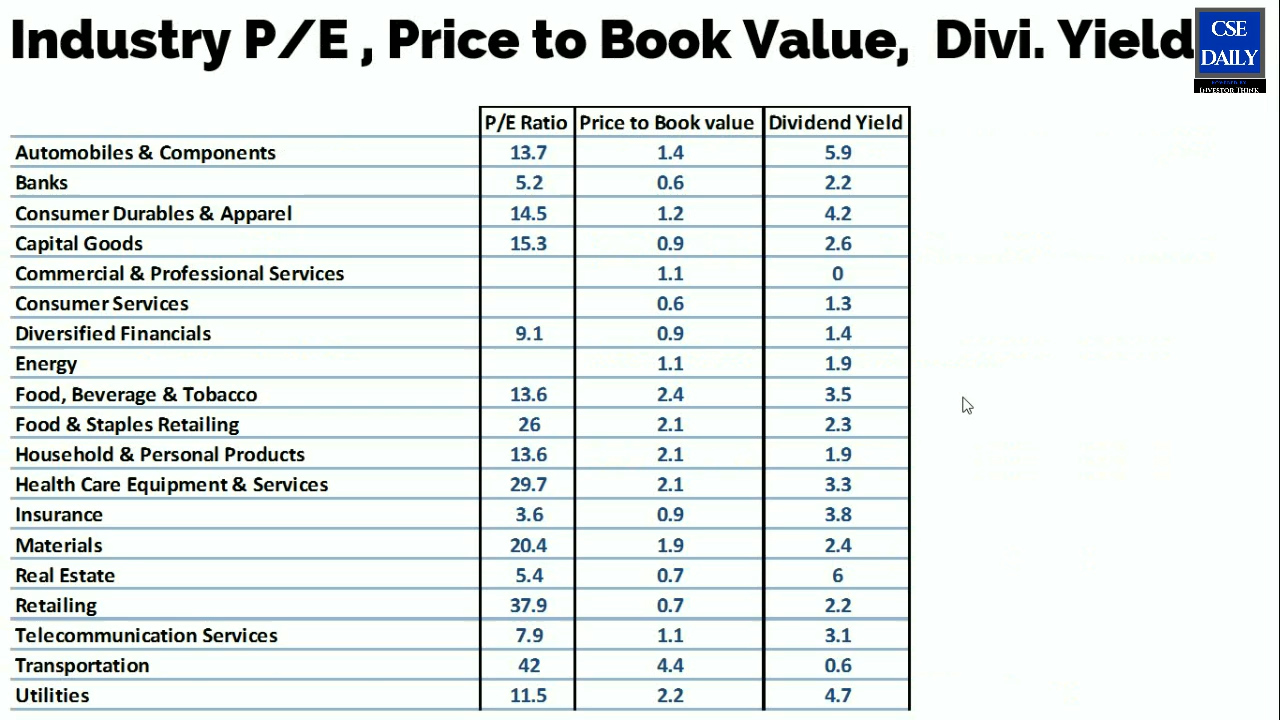 Industry P/E , Price to Book Value, Divi. Yield
CSE
DAILY
POWERED BY
INVESTOR THINK
P/E Ratio Price to Book value Dividend Yield
Automobiles & Components 13.7 1.4 5.9
Banks 5.2 0.6 2.2
Consumer Durables & Apparel 14.5 1.2 4.2
Capital Goods 15.3 0.9 2.6
Commercial & Professional Services 1.1 0
Consumer Services 0.6 1.3
Diversified Financials 9.1 0.9 1.4
Energy 1.1 1.9
Food, Beverage & Tobacco 13.6 2.4 3.5
Food & Staples Retailing 26 2.1 2.3
Household & Personal Products 13.6 2.1 1.9
Health Care Equipment & Services 29.7 2.1 3.3
Insurance 3.6 0.9 3.8
Materials 20.4 1.9 2.4
Real Estate 5.4 0.7 6
Retailing 37.9 0.7 2.2
Telecommunication Services 7.9 1.1 3.1
Transportation 42 4.4 0.6
Utilities 11.5 2.2 4.7